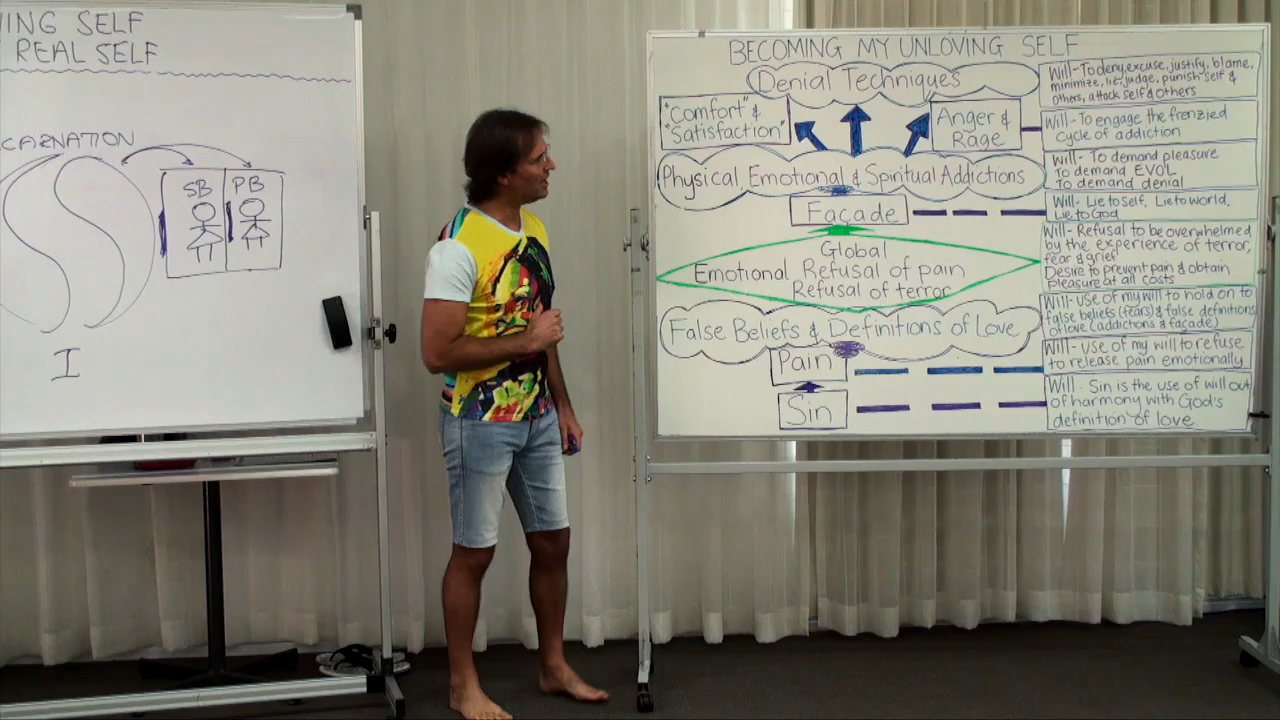 NING SELF
REAL SELF
CARNATION
SB
PB
I
BECOMING MY UNLOVING SELF
Denial Techniques
"Comfort" &
"Satisfaction"
Anger &
Rage
Physical, Emotional & Spiritual Addictions
Façade
Global
Emotional Refusal of pain
Refusal of terror
False Beliefs & Definitions of Love
Pain
Sin
Will - To deny, excuse, justify, blame,
minimize, lie, judge, punish self &
others, attack self & others
Will - To engage the frenzied
cycle of addiction
Will - To demand pleasure
To demand EVOL
To demand denial
Will - Lie to self, Lie to world,
Lie to God
Will - Refusal to be overwhelmed
by the experience of terror,
fear & grief
Desire to prevent pain & obtain
pleasure at all costs
Will - use of my will to hold on to
false beliefs (fears) & false definitions
of love (addictions & façade)
Will - use of my will to refuse
to release pain emotionally
Will - Sin is the use of will out
of harmony with God's
definition of love